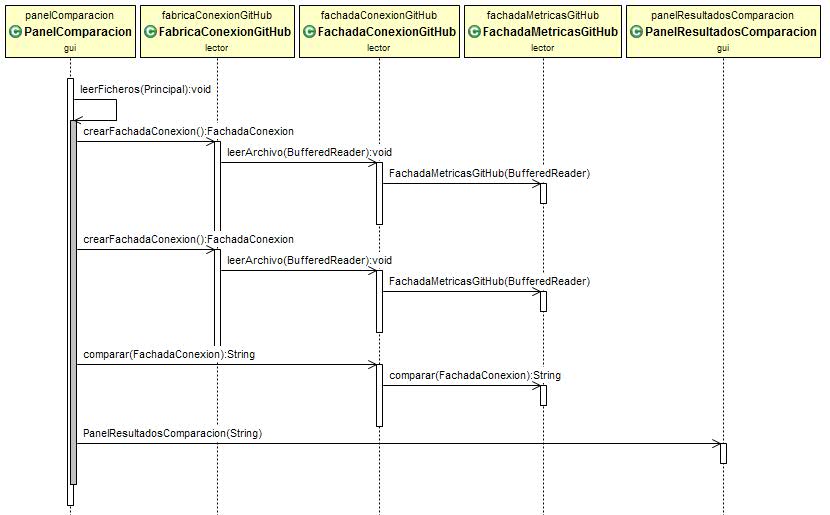 panelComparacion
PanelComparacion
gui
fabricaConexionGitHub
FabricaConexionGitHub
lector
fachadaConexionGitHub
FachadaConexionGitHub
lector
fachadaMetricasGitHub
FachadaMetricasGitHub
lector
panelResultadosComparacion
PanelResultadosComparacion
gui
leerFicheros(Principal):void
crearFachadaConexion():FachadaConexion
leerArchivo(BufferedReader):void
FachadaMetricasGitHub(BufferedReader)
crearFachadaConexion():FachadaConexion
leerArchivo(BufferedReader):void
FachadaMetricasGitHub(BufferedReader)
comparar(FachadaConexion):String
comparar(FachadaConexion):String
PanelResultadosComparacion(String)